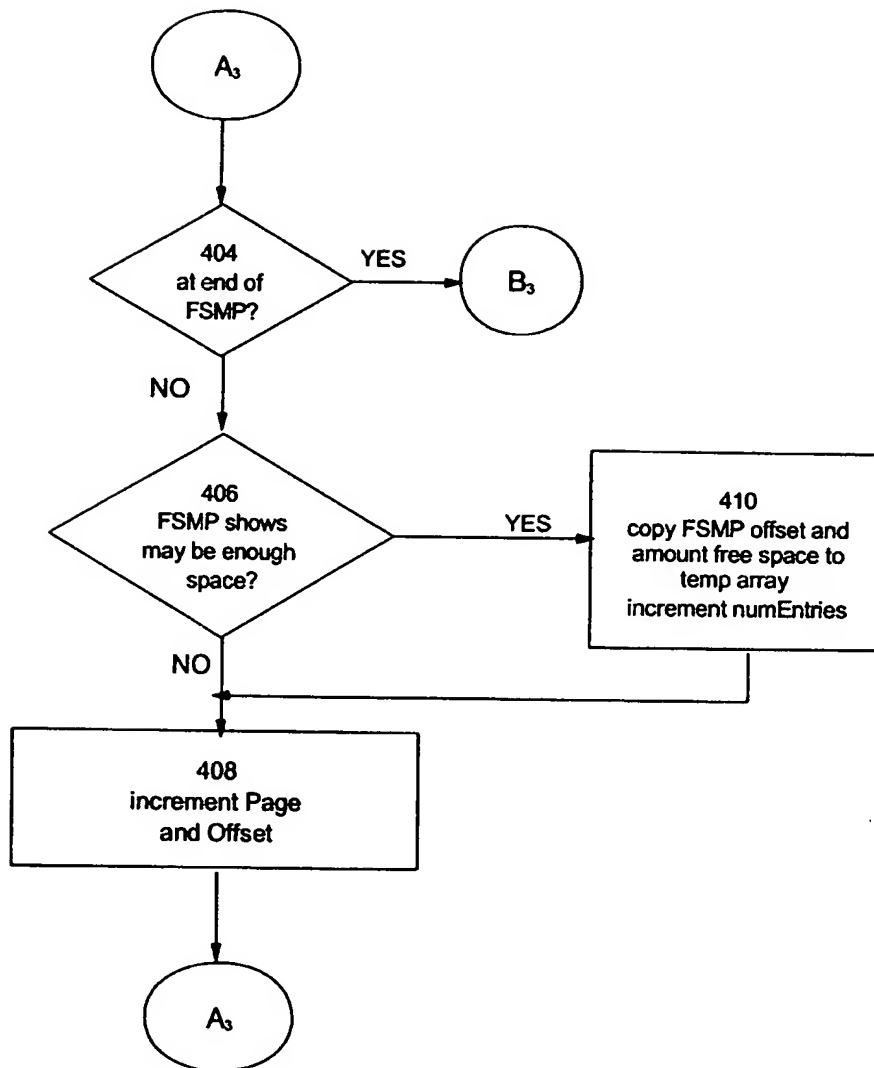 A₃
404
at end of
FSMP?
YES
B₃
NO
406
FSMP shows
may be enough
space?
YES
410
copy FSMP offset and
amount free space to
temp array
increment numEntries
NO
408
increment Page
and Offset
A₃